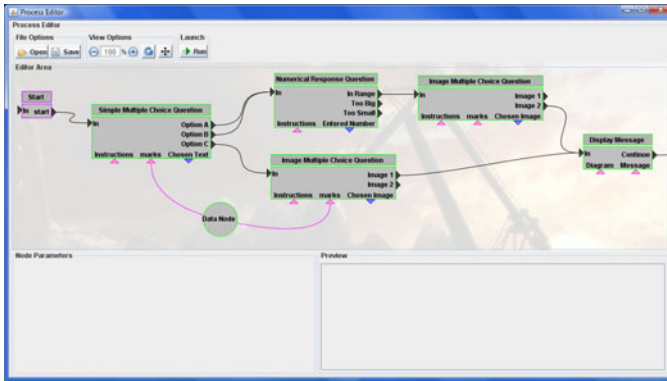 Process Editor
Process Editor
File Options View Options Launch
Open Save 100 % Run
Editor Area
Start
In start
Simple Multiple Choice Question
In
Option A
Option B
Option C
Instructions marks Chosen Text
Numerical Response Question
In In Range
Too Big
Too Small
Instructions Entered Number
Image Multiple Choice Question
In Image 1
Image 2
Instructions marks Chosen Image
Image Multiple Choice Question
In Image 1
Image 2
Instructions marks Chosen Image
Display Message
In Continue
Diagram Message
Data Node
Node Parameters Preview